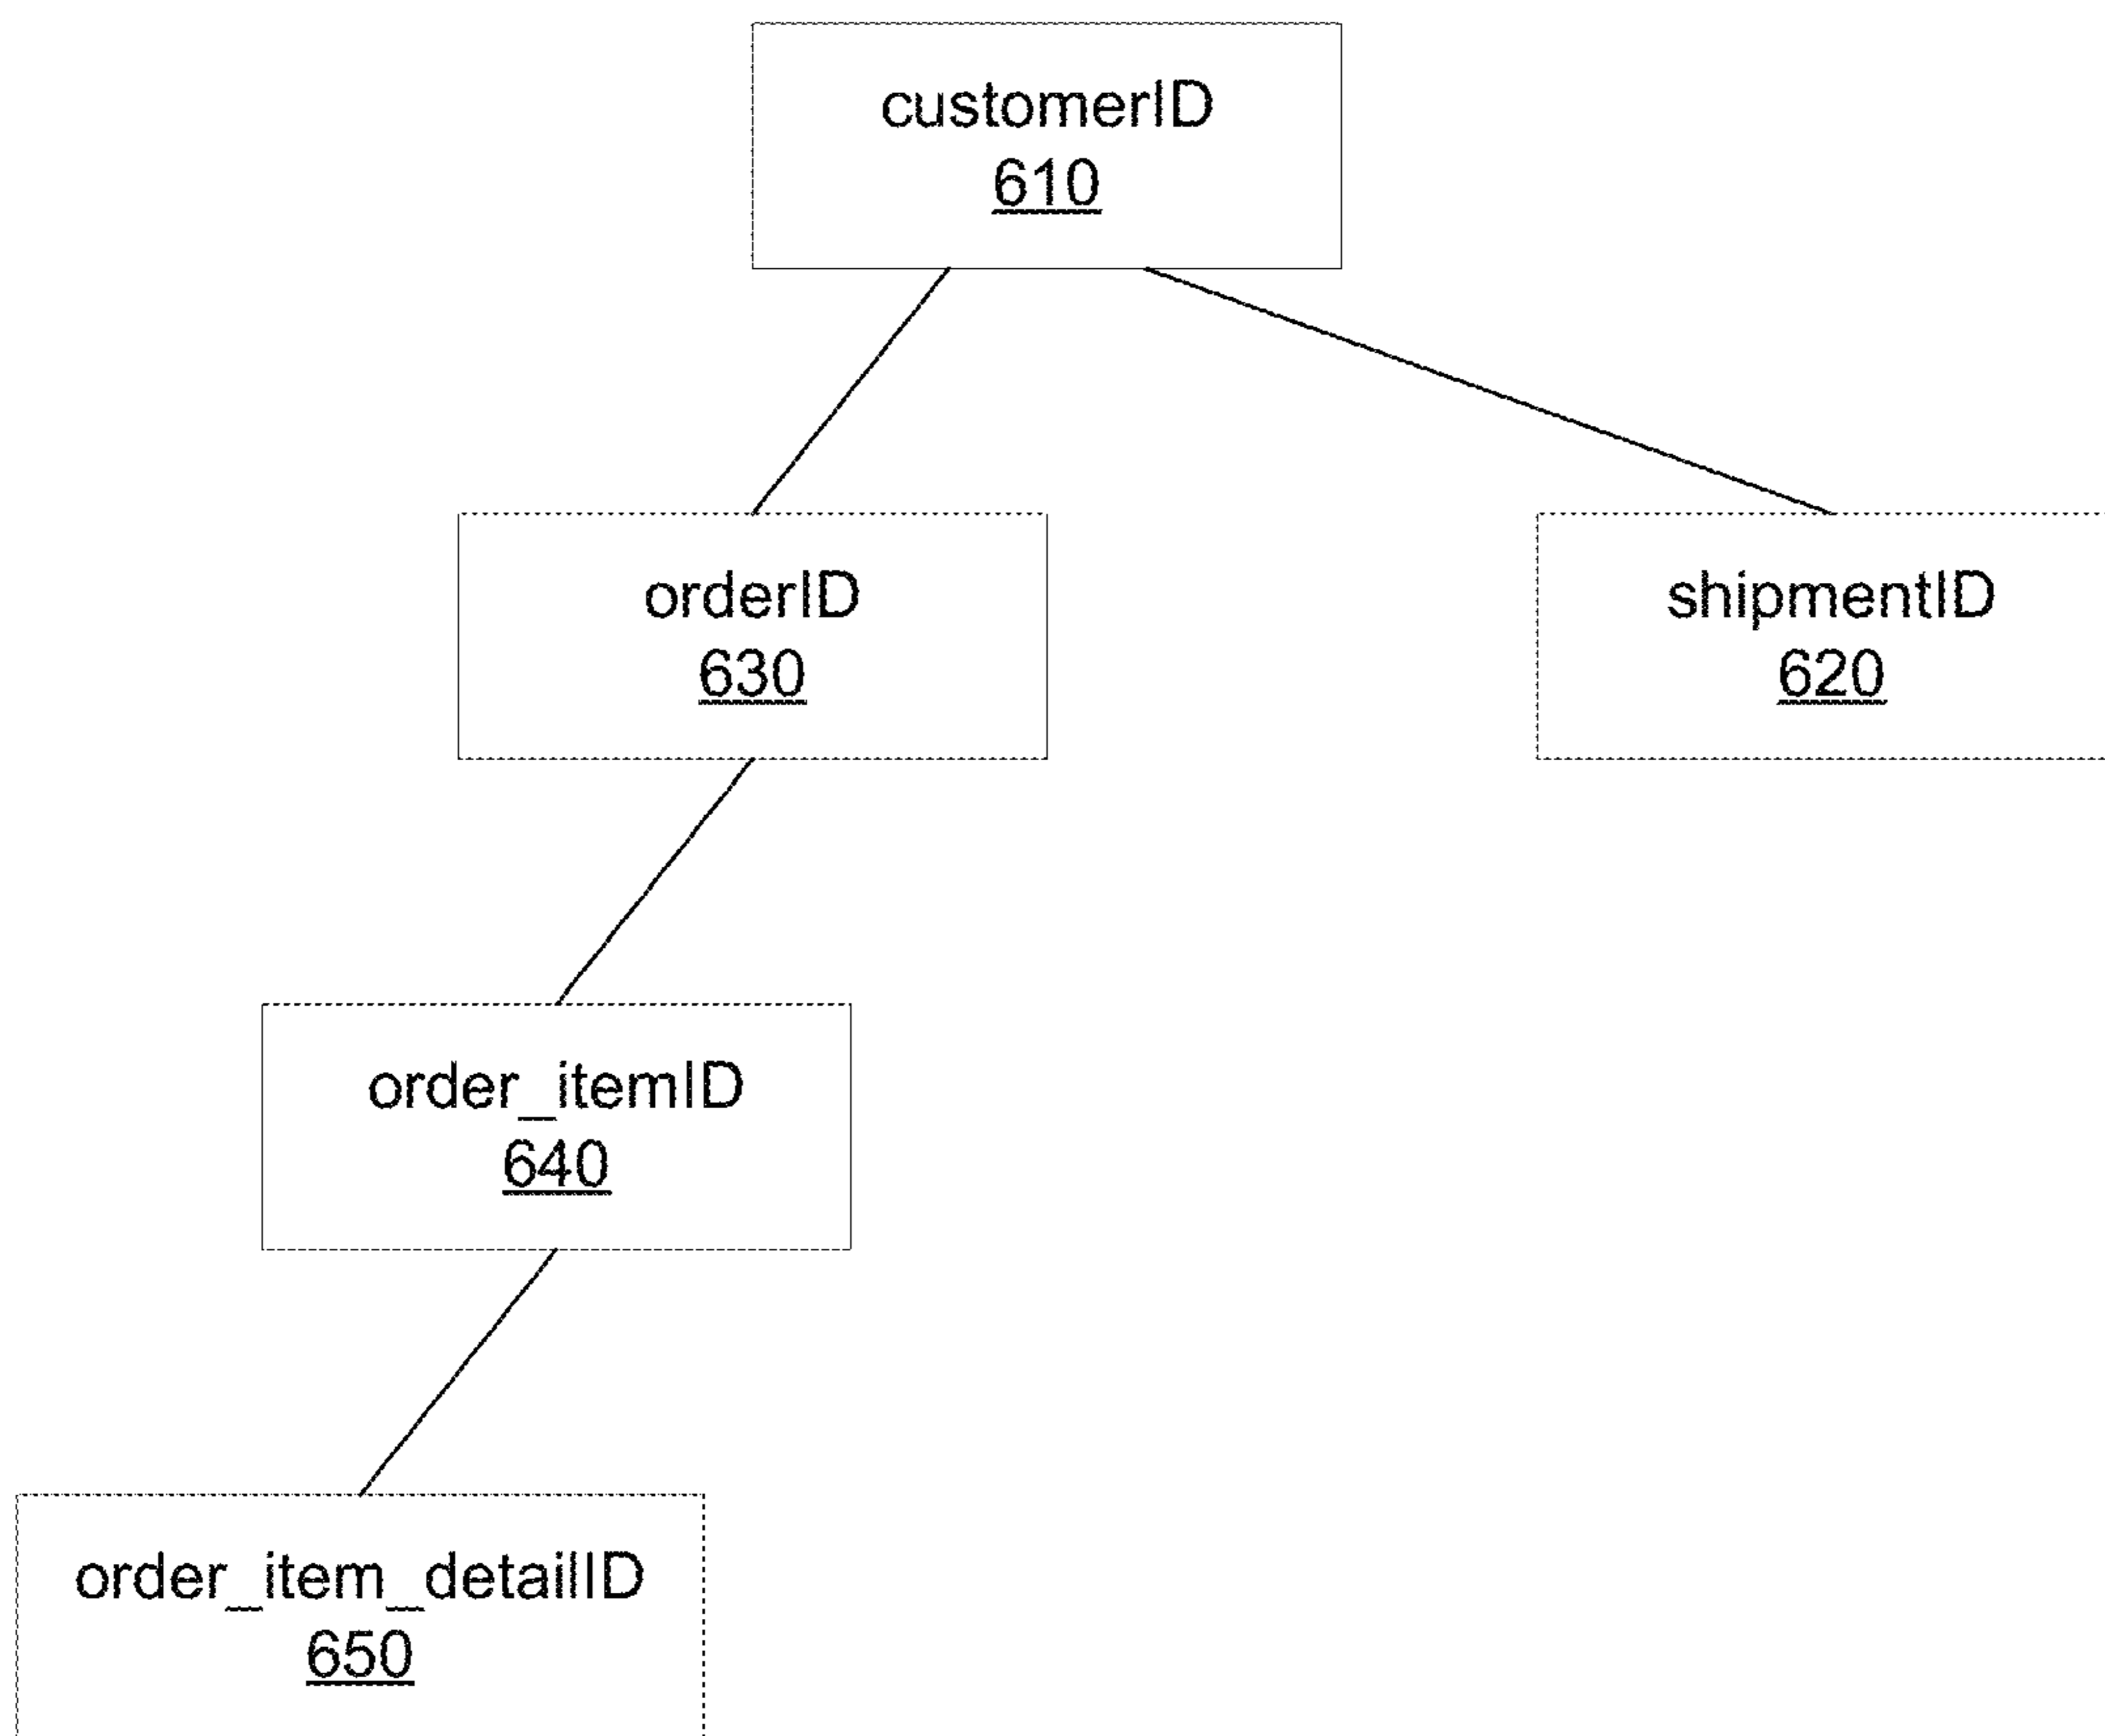 customerID
610
orderID
630
shipmentID
620
order_itemID
640
order_item_detailID
650